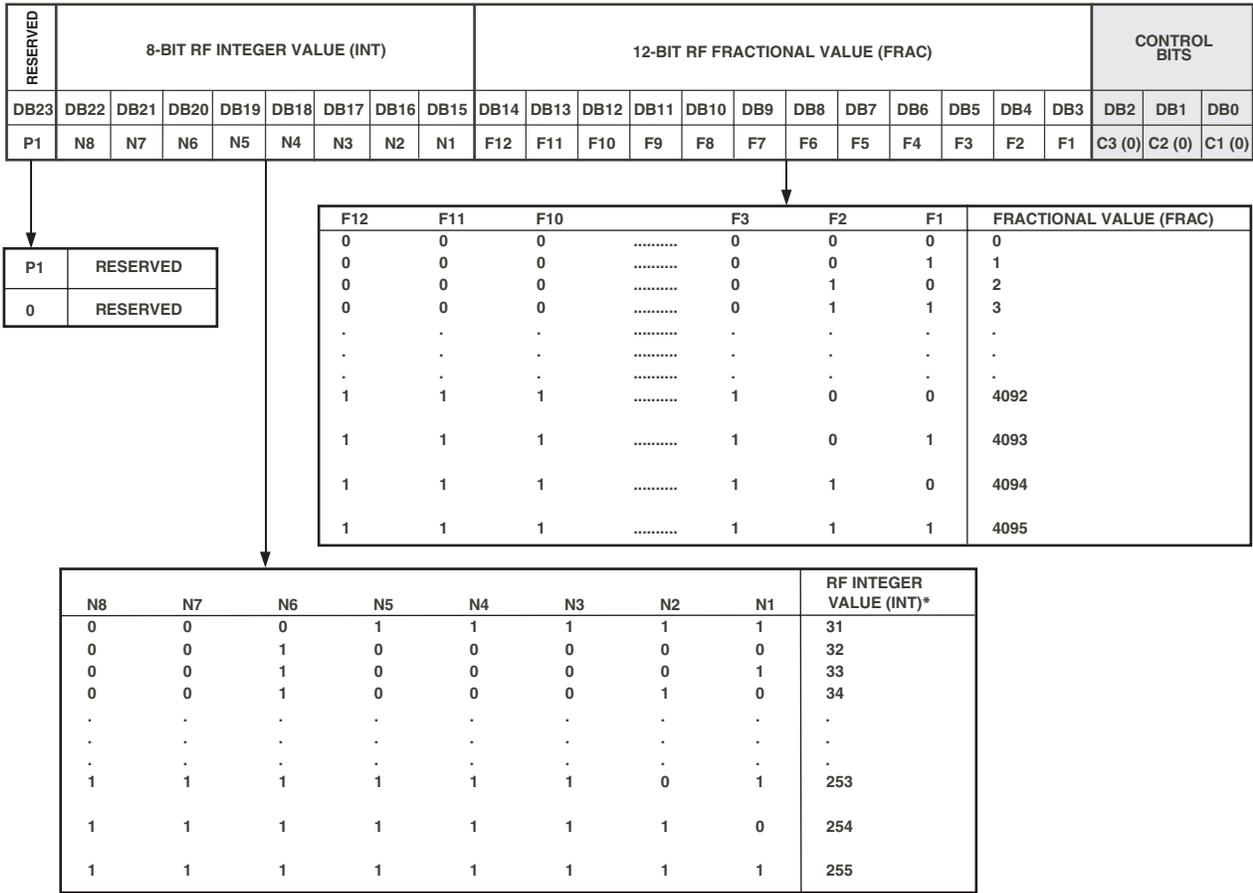 RESERVED 8-BIT RF INTEGER VALUE (INT) 12-BIT RF FRACTIONAL VALUE (FRAC) CONTROL BITS
DB23 DB22 DB21 DB20 DB19 DB18 DB17 DB16 DB15 DB14 DB13 DB12 DB11 DB10 DB9 DB8 DB7 DB6 DB5 DB4 DB3 DB2 DB1 DB0
P1 N8 N7 N6 N5 N4 N3 N2 N1 F12 F11 F10 F9 F8 F7 F6 F5 F4 F3 F2 F1 C3 (0) C2 (0) C1 (0)
P1 RESERVED
0 RESERVED
F12 F11 F10 F3 F2 F1 FRACTIONAL VALUE (FRAC)
0 0 0 .......... 0 0 0 0
0 0 0 .......... 0 0 1 1
0 0 0 .......... 0 1 0 2
0 0 0 .......... 0 1 1 3
. . . .......... . . . .
. . . .......... . . . .
. . . .......... . . . .
1 1 1 .......... 1 0 0 4092
1 1 1 .......... 1 0 1 4093
1 1 1 .......... 1 1 0 4094
1 1 1 .......... 1 1 1 4095
N8 N7 N6 N5 N4 N3 N2 N1 RF INTEGER VALUE (INT)*
0 0 0 1 1 1 1 1 31
0 0 1 0 0 0 0 0 32
0 0 1 0 0 0 0 1 33
0 0 1 0 0 0 1 0 34
. . . . . . . . .
. . . . . . . . .
. . . . . . . . .
1 1 1 1 1 1 0 1 253
1 1 1 1 1 1 1 0 254
1 1 1 1 1 1 1 1 255